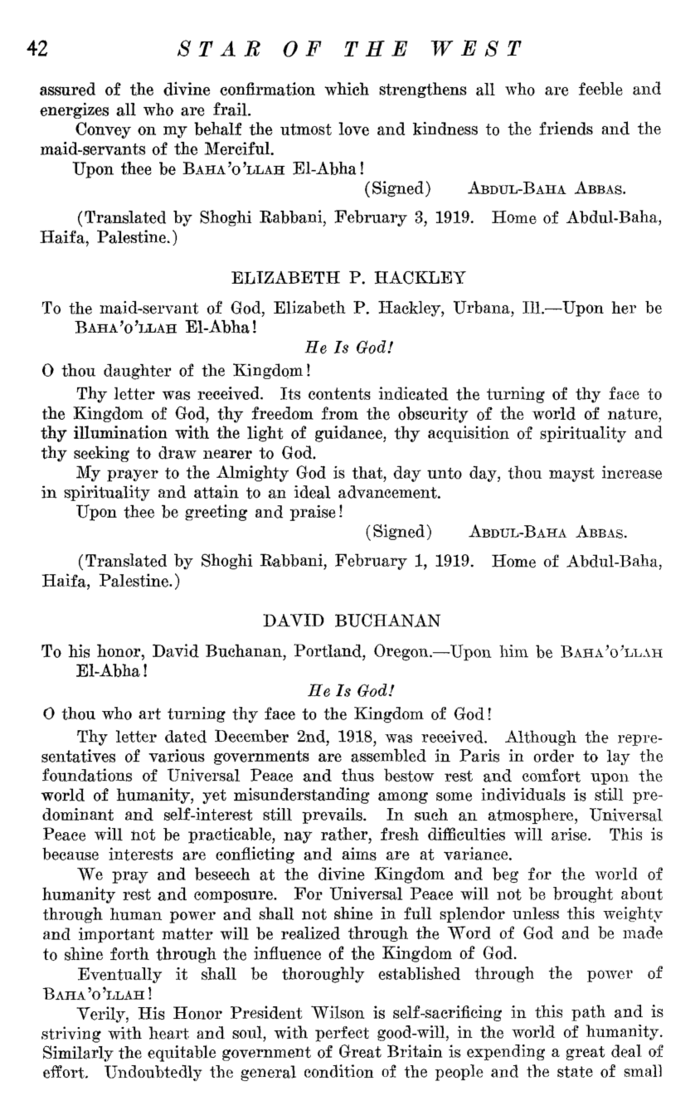 42 STAR OF THE WEST
assured of the divine confirmation which strengthens all who are feeble and
energizes all who are frail.
Convey on my behalf the utmost love and kindness to the friends and the
maid-servants of the Merciful.
Upon thee be BAHA'O'LLAH El-Abha!
(Signed) ABDUL-BAHA ABBAS.
(Translated by Shoghi Rabbani, February 3, 1919. Home of Abdul-Baha,
Haifa, Palestine.)
ELIZABETH P. HACKLEY
To the maid-servant of God, Elizabeth P. Hackley, Urbana, Ill.—Upon her be
BAHA'O'LLAH El-Abha!
He Is God!
O thou daughter of the Kingdom!
Thy letter was received. Its contents indicated the turning of thy face to
the Kingdom of God, thy freedom from the obscurity of the world of nature,
thy illumination with the light of guidance, thy acquisition of spirituality and
thy seeking to draw nearer to God.
My prayer to the Almighty God is that, day unto day, thou mayst increase
in spirituality and attain to an ideal advancement.
Upon thee be greeting and praise!
(Signed) ABDUL-BAHA ABBAS.
(Translated by Shoghi Rabbani, February 1, 1919. Home of Abdul-Baha,
Haifa, Palestine.)
DAVID BUCHANAN
To his honor, David Buchanan, Portland, Oregon.—Upon him be BAHA'O'LLAH
El-Abha!
He Is God!
O thou who art turning thy face to the Kingdom of God!
Thy letter dated December 2nd, 1918, was received. Although the repre-
sentatives of various governments are assembled in Paris in order to lay the
foundations of Universal Peace and thus bestow rest and comfort upon the
world of humanity, yet misunderstanding among some individuals is still pre-
dominant and self-interest still prevails. In such an atmosphere, Universal
Peace will not be practicable, nay rather, fresh difficulties will arise. This is
because interests are conflicting and aims are at variance.
We pray and beseech at the divine Kingdom and beg for the world of
humanity rest and composure. For Universal Peace will not be brought about
through human power and shall not shine in full splendor unless this weighty
and important matter will be realized through the Word of God and be made
to shine forth through the influence of the Kingdom of God.
Eventually it shall be thoroughly established through the power of
BAHA'O'LLAH!
Verily, His Honor President Wilson is self-sacrificing in this path and is
striving with heart and soul, with perfect good-will, in the world of humanity.
Similarly the equitable government of Great Britain is expending a great deal of
effort. Undoubtedly the general condition of the people and the state of small